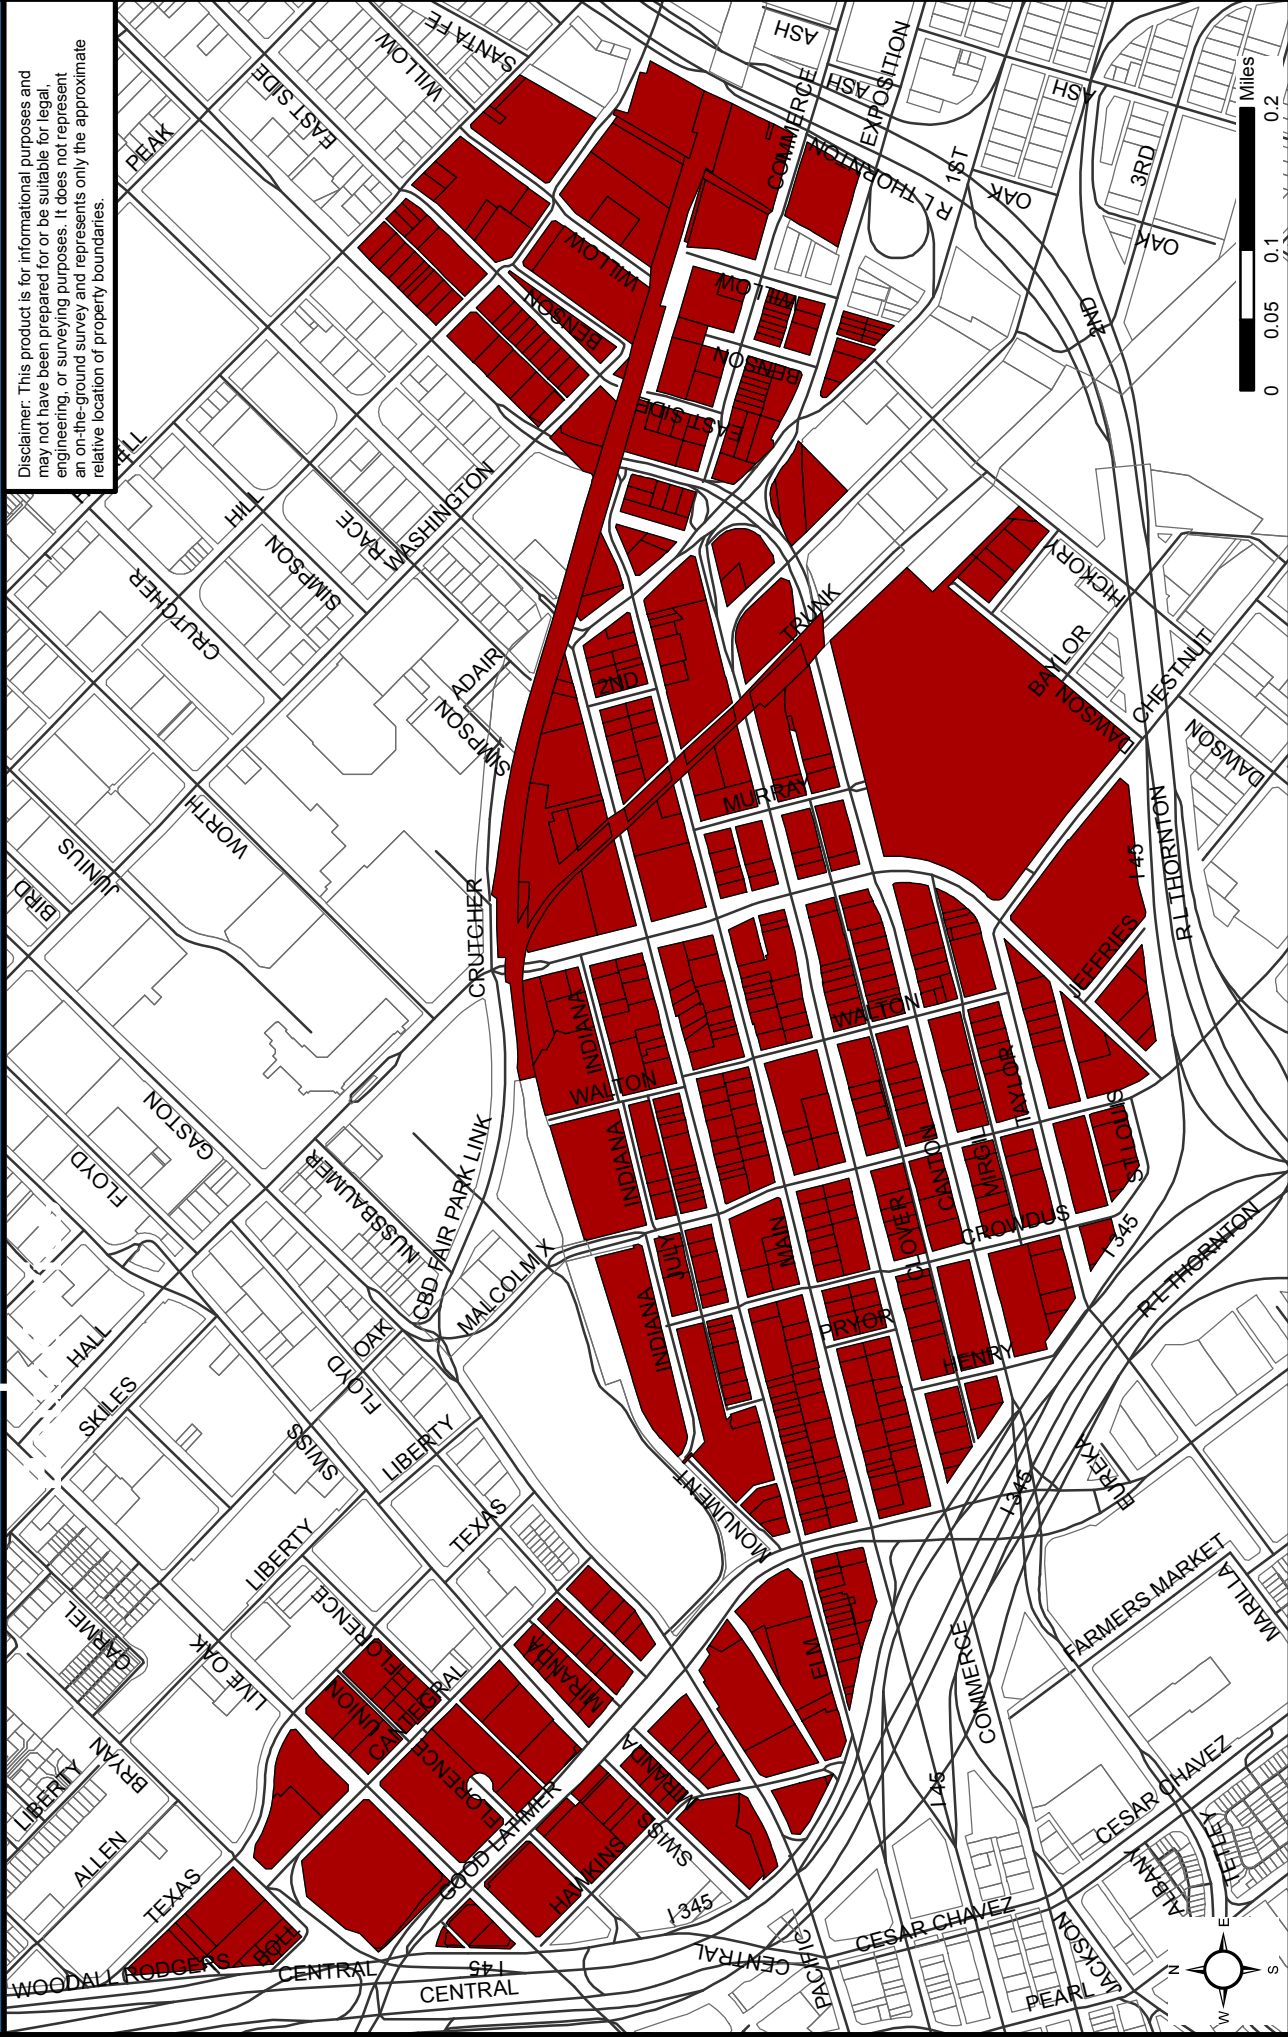 Disclaimer: This product is for informational purposes and
may not have been prepared for or be suitable for legal,
engineering, or surveying purposes. It does not represent
an on-the-ground survey and represents only the approximate
relative location of property boundaries.
SANTA FE
WILLOW
EAST SIDE
PEAK
ASH
COMMERCE
ASH
EXPOSITION
ASH
Miles
0
0.05
0.1
0.2
R L THORNTON
1ST
OAK
3RD
OAK
2ND
WILLOW
BENSON
WILLOW
BENSON
EAST SIDE
HILL
SIMPSON
RACE
WASHINGTON
CRUTCHER
ADAIR
SIMPSON
2ND
TRUNK
HICKORY
BAYLOR
DAWSON
CHESTNUT
DAWSON
WORTH
JUNIUS
BIRD
MURRAY
I 45
R L THORNTON
CRUTCHER
JEFFERIES
INDIANA
WALTON
WALTON
TAYLOR
GASTON
FLOYD
NUSSBAUMER
CBD FAIR PARK LINK
INDIANA
CANTON
VIRGIL
ST LOUIS
MALCOLM X
JULY
MAIN
CLOVER
CROWDUS
I 345
R L THORNTON
HALL
SKILES
FLOYD
OAK
INDIANA
PRYOR
HENRY
SWISS
LIBERTY
MONUMENT
EUREKA
I 345
LIBERTY
TEXAS
FARMERS MARKET
MARILLA
CARMEL
LIVE OAK
FLORENCE
FLO
UNION
CANTEGRAL
MIRANDA
MIRANDA
ELM
COMMERCE
LIBERTY
BRYAN
FLORENCE
GOOD LATIMER
MIRANDA
SWISS
HAWKINS
I 45
CESAR CHAVEZ
ALLEN
TEXAS
BOLL
I 345
ALBANY
TETELY
WOODALL RODGERS
CENTRAL
I 45
CENTRAL
CENTRAL
PACIFIC
CESAR CHAVEZ
JACKSON
PEARL
N
E
S
W